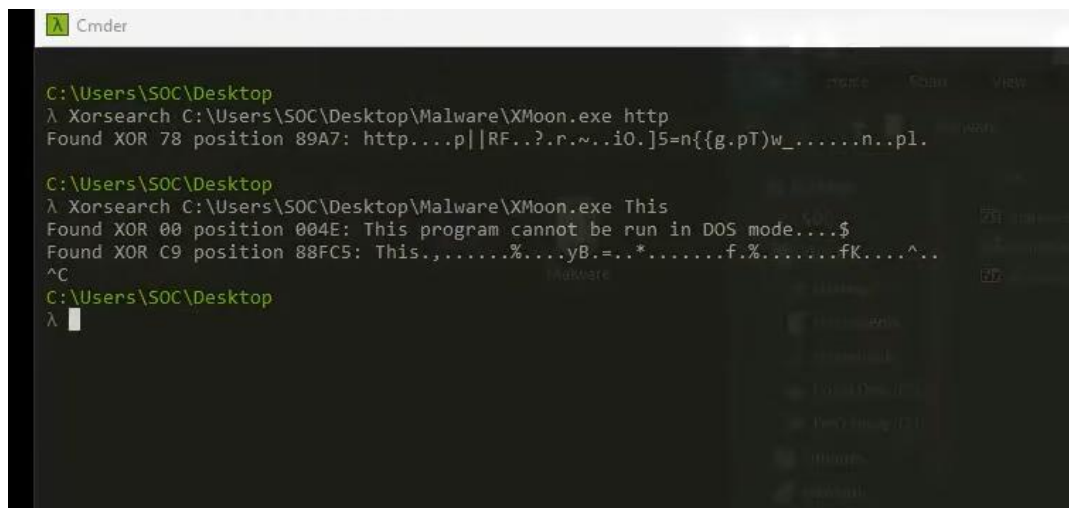 λ Cmder
C:\Users\SOC\Desktop
λ Xorsearch C:\Users\SOC\Desktop\Malware\XMoon.exe http
Found XOR 78 position 89A7: http....p||RF..?.r.~..iO.]5=n{{g.pT)w_......n..pl.
C:\Users\SOC\Desktop
λ Xorsearch C:\Users\SOC\Desktop\Malware\XMoon.exe This
Found XOR 00 position 004E: This program cannot be run in DOS mode....$
Found XOR C9 position 88FC5: This.,......%....yB.=..*.......f.%.......fK....^..
^C
C:\Users\SOC\Desktop
λ
Malware
View